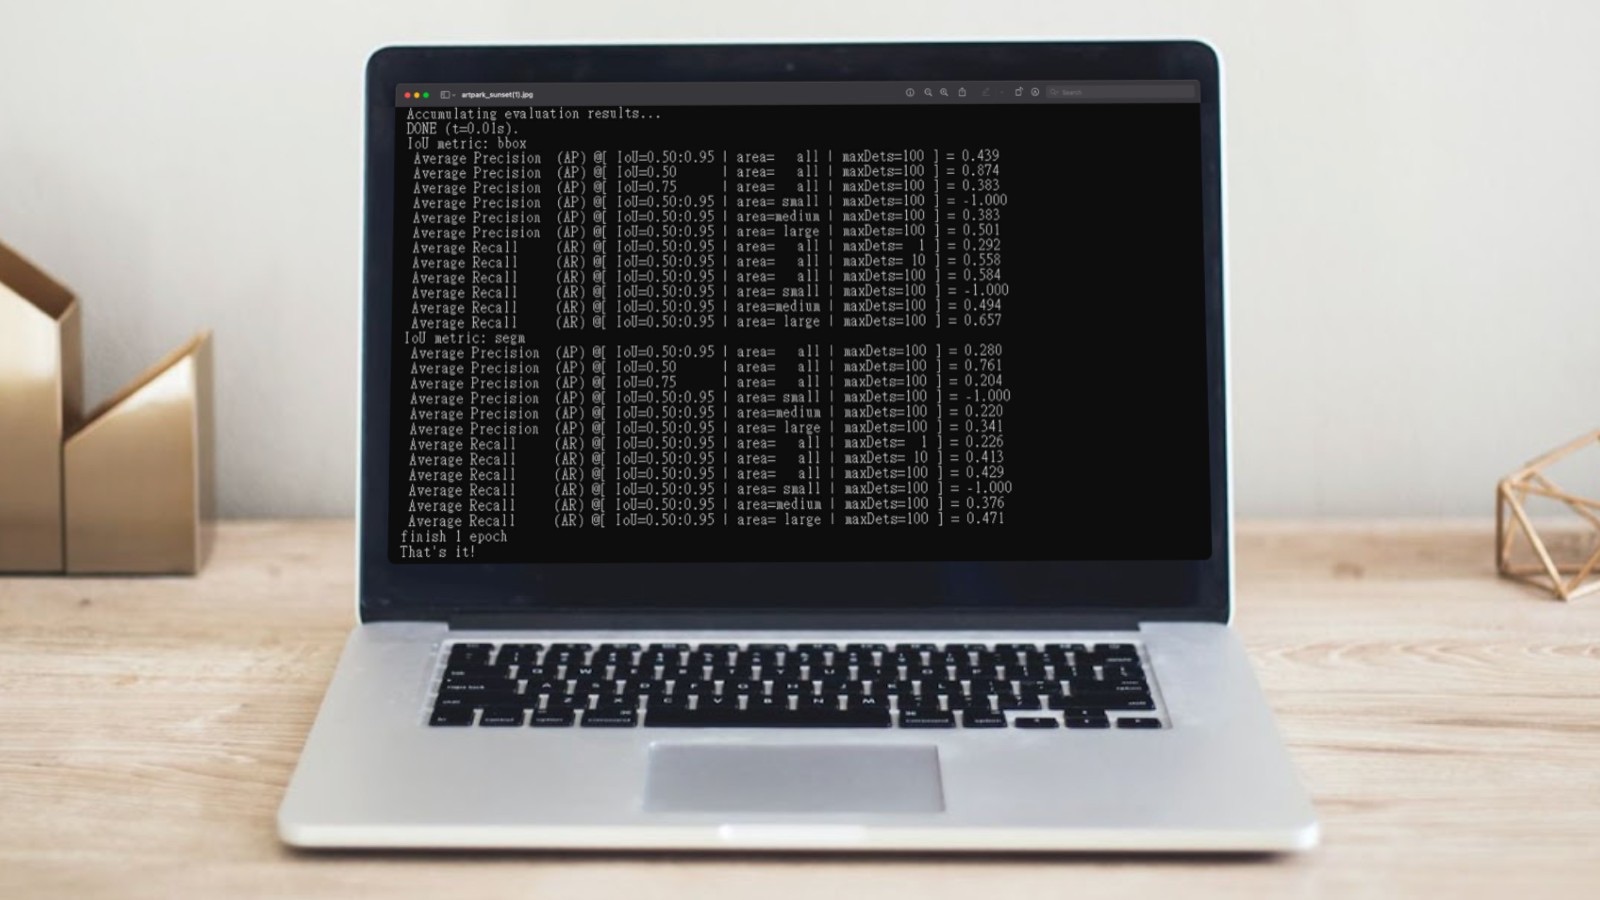 artpark_sunset(1).jpg
Search
Accumulating evaluation results...
DONE (t=0.01s).
IoU metric: bbox
Average Precision (AP) @[ IoU=0.50:0.95 | area= all | maxDets=100 ] = 0.439
Average Precision (AP) @[ IoU=0.50 | area= all | maxDets=100 ] = 0.874
Average Precision (AP) @[ IoU=0.75 | area= all | maxDets=100 ] = 0.383
Average Precision (AP) @[ IoU=0.50:0.95 | area= small | maxDets=100 ] = -1.000
Average Precision (AP) @[ IoU=0.50:0.95 | area=medium | maxDets=100 ] = 0.383
Average Precision (AP) @[ IoU=0.50:0.95 | area= large | maxDets=100 ] = 0.501
Average Recall (AR) @[ IoU=0.50:0.95 | area= all | maxDets= 1 ] = 0.292
Average Recall (AR) @[ IoU=0.50:0.95 | area= all | maxDets= 10 ] = 0.558
Average Recall (AR) @[ IoU=0.50:0.95 | area= all | maxDets=100 ] = 0.584
Average Recall (AR) @[ IoU=0.50:0.95 | area= small | maxDets=100 ] = -1.000
Average Recall (AR) @[ IoU=0.50:0.95 | area=medium | maxDets=100 ] = 0.494
Average Recall (AR) @[ IoU=0.50:0.95 | area= large | maxDets=100 ] = 0.657
IoU metric: segm
Average Precision (AP) @[ IoU=0.50:0.95 | area= all | maxDets=100 ] = 0.280
Average Precision (AP) @[ IoU=0.50 | area= all | maxDets=100 ] = 0.761
Average Precision (AP) @[ IoU=0.75 | area= all | maxDets=100 ] = 0.204
Average Precision (AP) @[ IoU=0.50:0.95 | area= small | maxDets=100 ] = -1.000
Average Precision (AP) @[ IoU=0.50:0.95 | area=medium | maxDets=100 ] = 0.220
Average Precision (AP) @[ IoU=0.50:0.95 | area= large | maxDets=100 ] = 0.341
Average Recall (AR) @[ IoU=0.50:0.95 | area= all | maxDets= 1 ] = 0.226
Average Recall (AR) @[ IoU=0.50:0.95 | area= all | maxDets= 10 ] = 0.413
Average Recall (AR) @[ IoU=0.50:0.95 | area= all | maxDets=100 ] = 0.429
Average Recall (AR) @[ IoU=0.50:0.95 | area= small | maxDets=100 ] = -1.000
Average Recall (AR) @[ IoU=0.50:0.95 | area=medium | maxDets=100 ] = 0.376
Average Recall (AR) @[ IoU=0.50:0.95 | area= large | maxDets=100 ] = 0.471
finish 1 epoch
That's it!